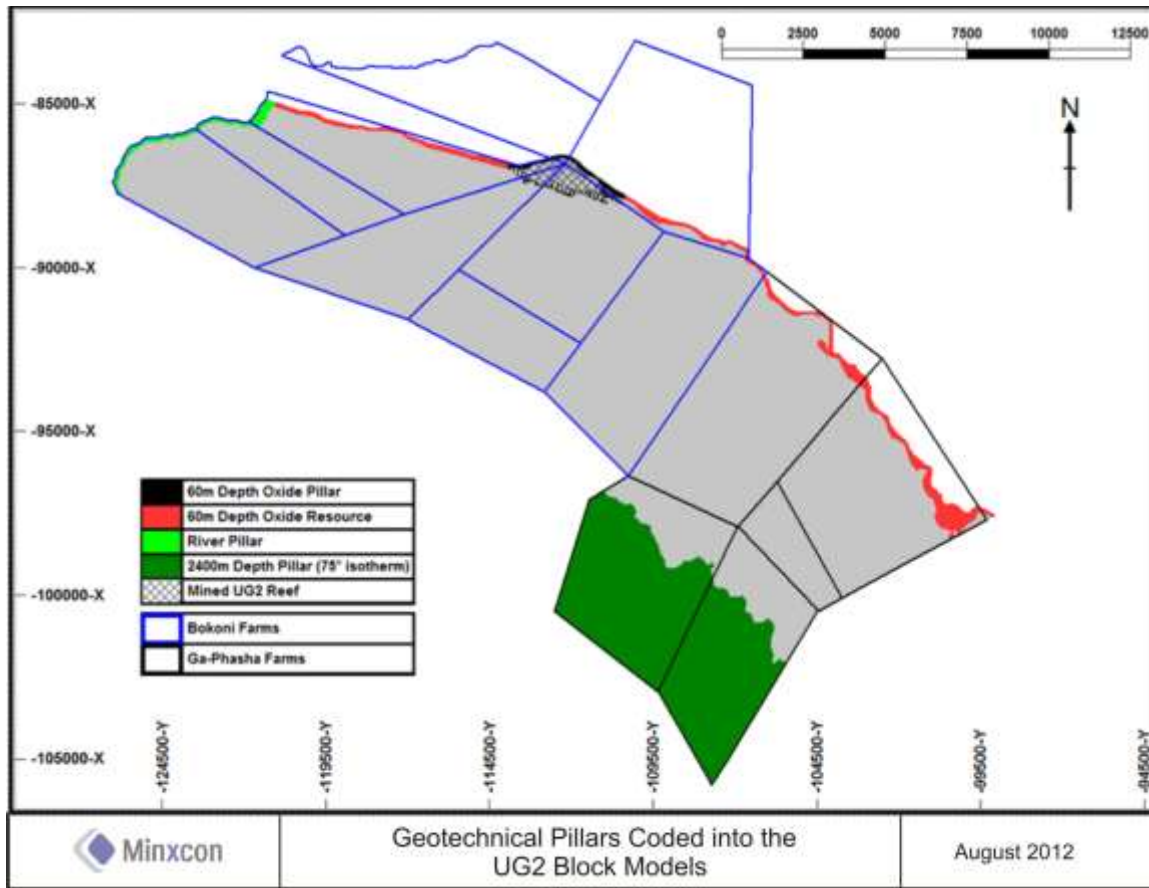 0 2500 5000 7500 10000 12500
N
-85000-X
-90000-X
-95000-X
-100000-X
-105000-X
60m Depth Oxide Pillar
60m Depth Oxide Resource
River Pillar
2400m Depth Pillar (75° isotherm)
Mined UG2 Reef
Bokoni Farms
Ga-Phasha Farms
-124500-Y
-119500-Y
-114500-Y
-109500-Y
-104500-Y
-99500-Y
-94500-Y
Minxcon
Geotechnical Pillars Coded into the
UG2 Block Models
August 2012